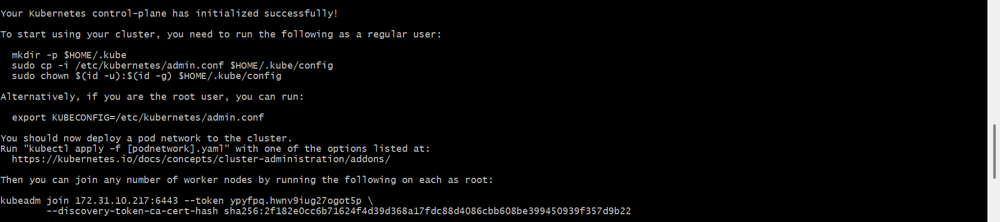 Your Kubernetes control-plane has initialized successfully!
To start using your cluster, you need to run the following as a regular user:
mkdir -p $HOME/.kube
sudo cp -i /etc/kubernetes/admin.conf $HOME/.kube/config
sudo chown $(id -u):$(id -g) $HOME/.kube/config
Alternatively, if you are the root user, you can run:
export KUBECONFIG=/etc/kubernetes/admin.conf
You should now deploy a pod network to the cluster.
Run "kubectl apply -f [podnetwork].yaml" with one of the options listed at:
https://kubernetes.io/docs/concepts/cluster-administration/addons/
Then you can join any number of worker nodes by running the following on each as root:
kubeadm join 172.31.10.217:6443 --token ypyfpq.hwnv9iug27ogot5p \
--discovery-token-ca-cert-hash sha256:2f182e0cc6b71624f4d39d368a17fdc88d4086cbb608be399450939f357d9b22